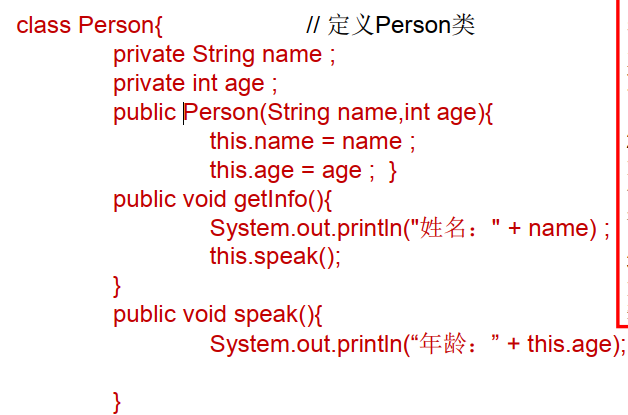 class Person{ // 定义Person类
private String name ;
private int age ;
public Person(String name,int age){
this.name = name ;
this.age = age ; }
public void getInfo(){
System.out.println("姓名：" + name) ;
this.speak();
}
public void speak(){
System.out.println(“年龄：” + this.age);
}